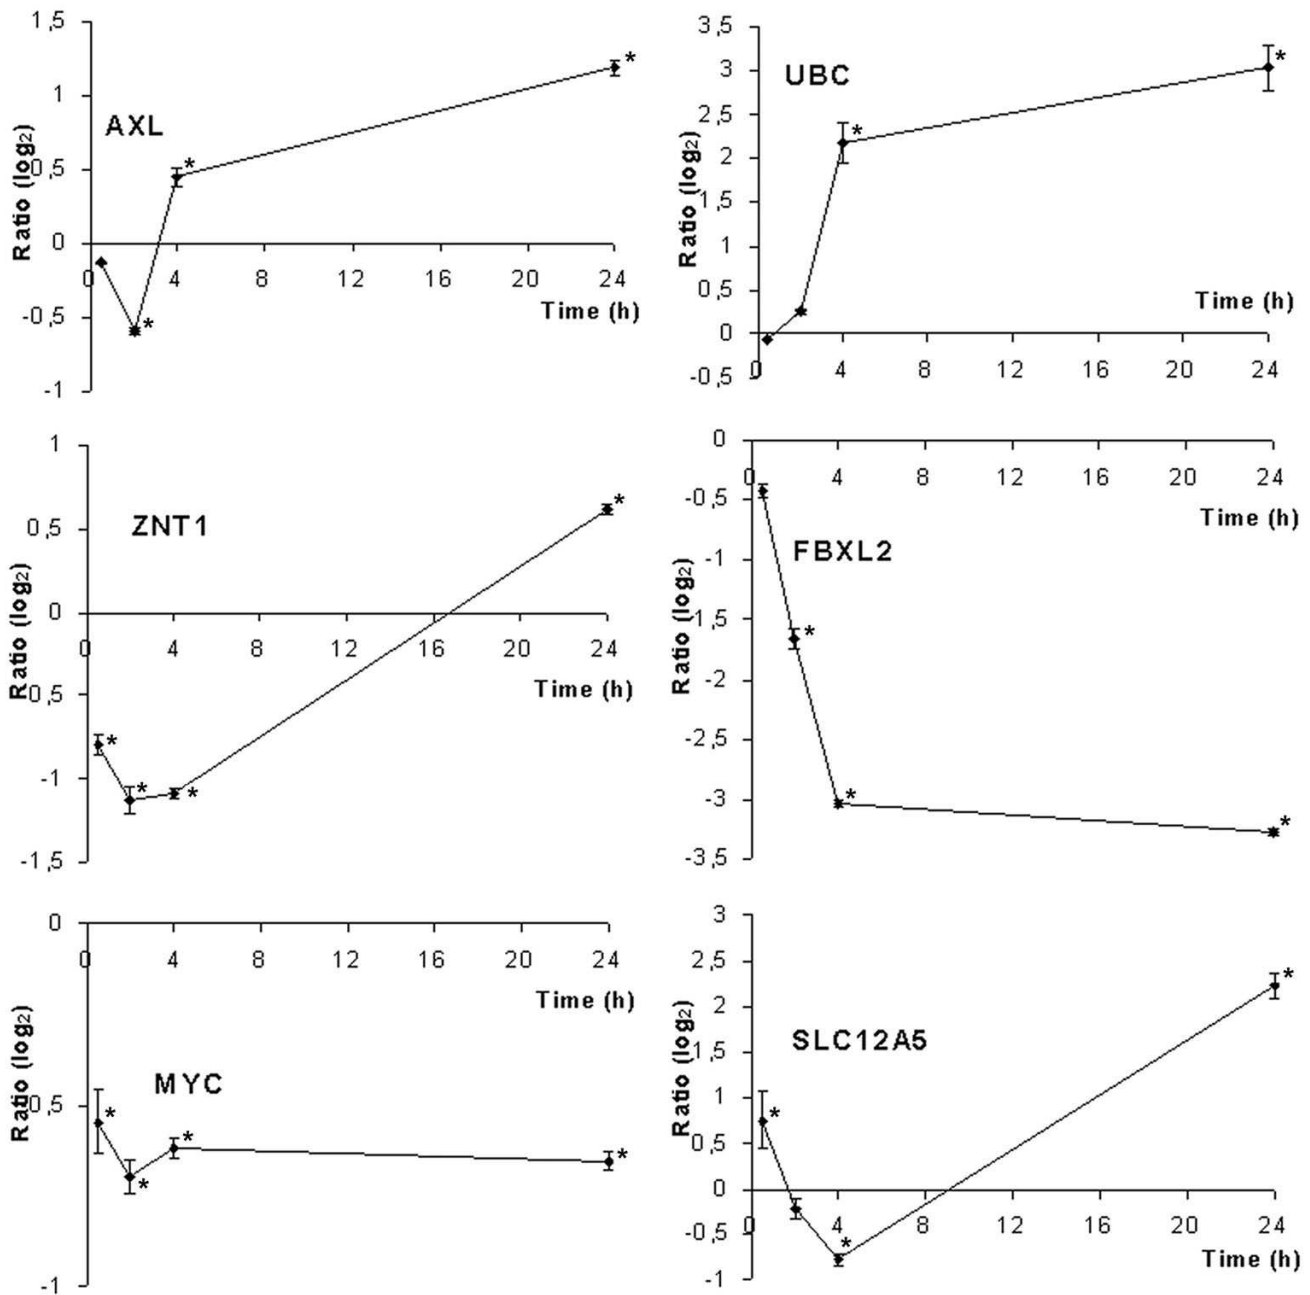 1,5
1
0,5
0
-0,5
-1
AXL
*
*
*
0 4 8 12 16 20 24
Time (h)
Ratio (log2)
3,5
3
2,5
2
1,5
1
0,5
0
-0,5
UBC
*
*
0 4 8 12 16 20 24
Time (h)
Ratio (log2)
1
0,5
0
-0,5
-1
-1,5
ZNT1
*
*
*
*
0 4 8 12 16 20 24
Time (h)
Ratio (log2)
0
-0,5
-1
-1,5
-2
-2,5
-3
-3,5
0 4 8 12 16 20 24
Time (h)
FBXL2
*
*
*
Ratio (log2)
0
-0,5
-1
0 4 8 12 16 20 24
Time (h)
MYC
*
*
*
*
Ratio (log2)
3
2,5
2
1,5
1
0,5
0
-0,5
-1
SLC12A5
*
*
*
0 4 8 12 16 20 24
Time (h)
Ratio (log2)